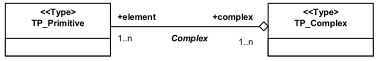 <<Type>>
TP_Primitive
+element
+complex
1..n
Complex
1..n
<<Type>>
TP_Complex